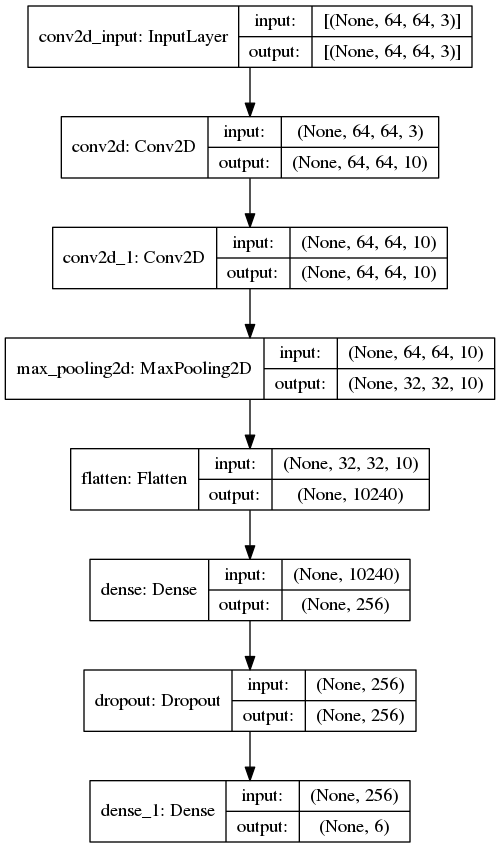 conv2d_input: InputLayer
input: [(None, 64, 64, 3)]
output: [(None, 64, 64, 3)]
conv2d: Conv2D
input: (None, 64, 64, 3)
output: (None, 64, 64, 10)
conv2d_1: Conv2D
input: (None, 64, 64, 10)
output: (None, 64, 64, 10)
max_pooling2d: MaxPooling2D
input: (None, 64, 64, 10)
output: (None, 32, 32, 10)
flatten: Flatten
input: (None, 32, 32, 10)
output: (None, 10240)
dense: Dense
input: (None, 10240)
output: (None, 256)
dropout: Dropout
input: (None, 256)
output: (None, 256)
dense_1: Dense
input: (None, 256)
output: (None, 6)